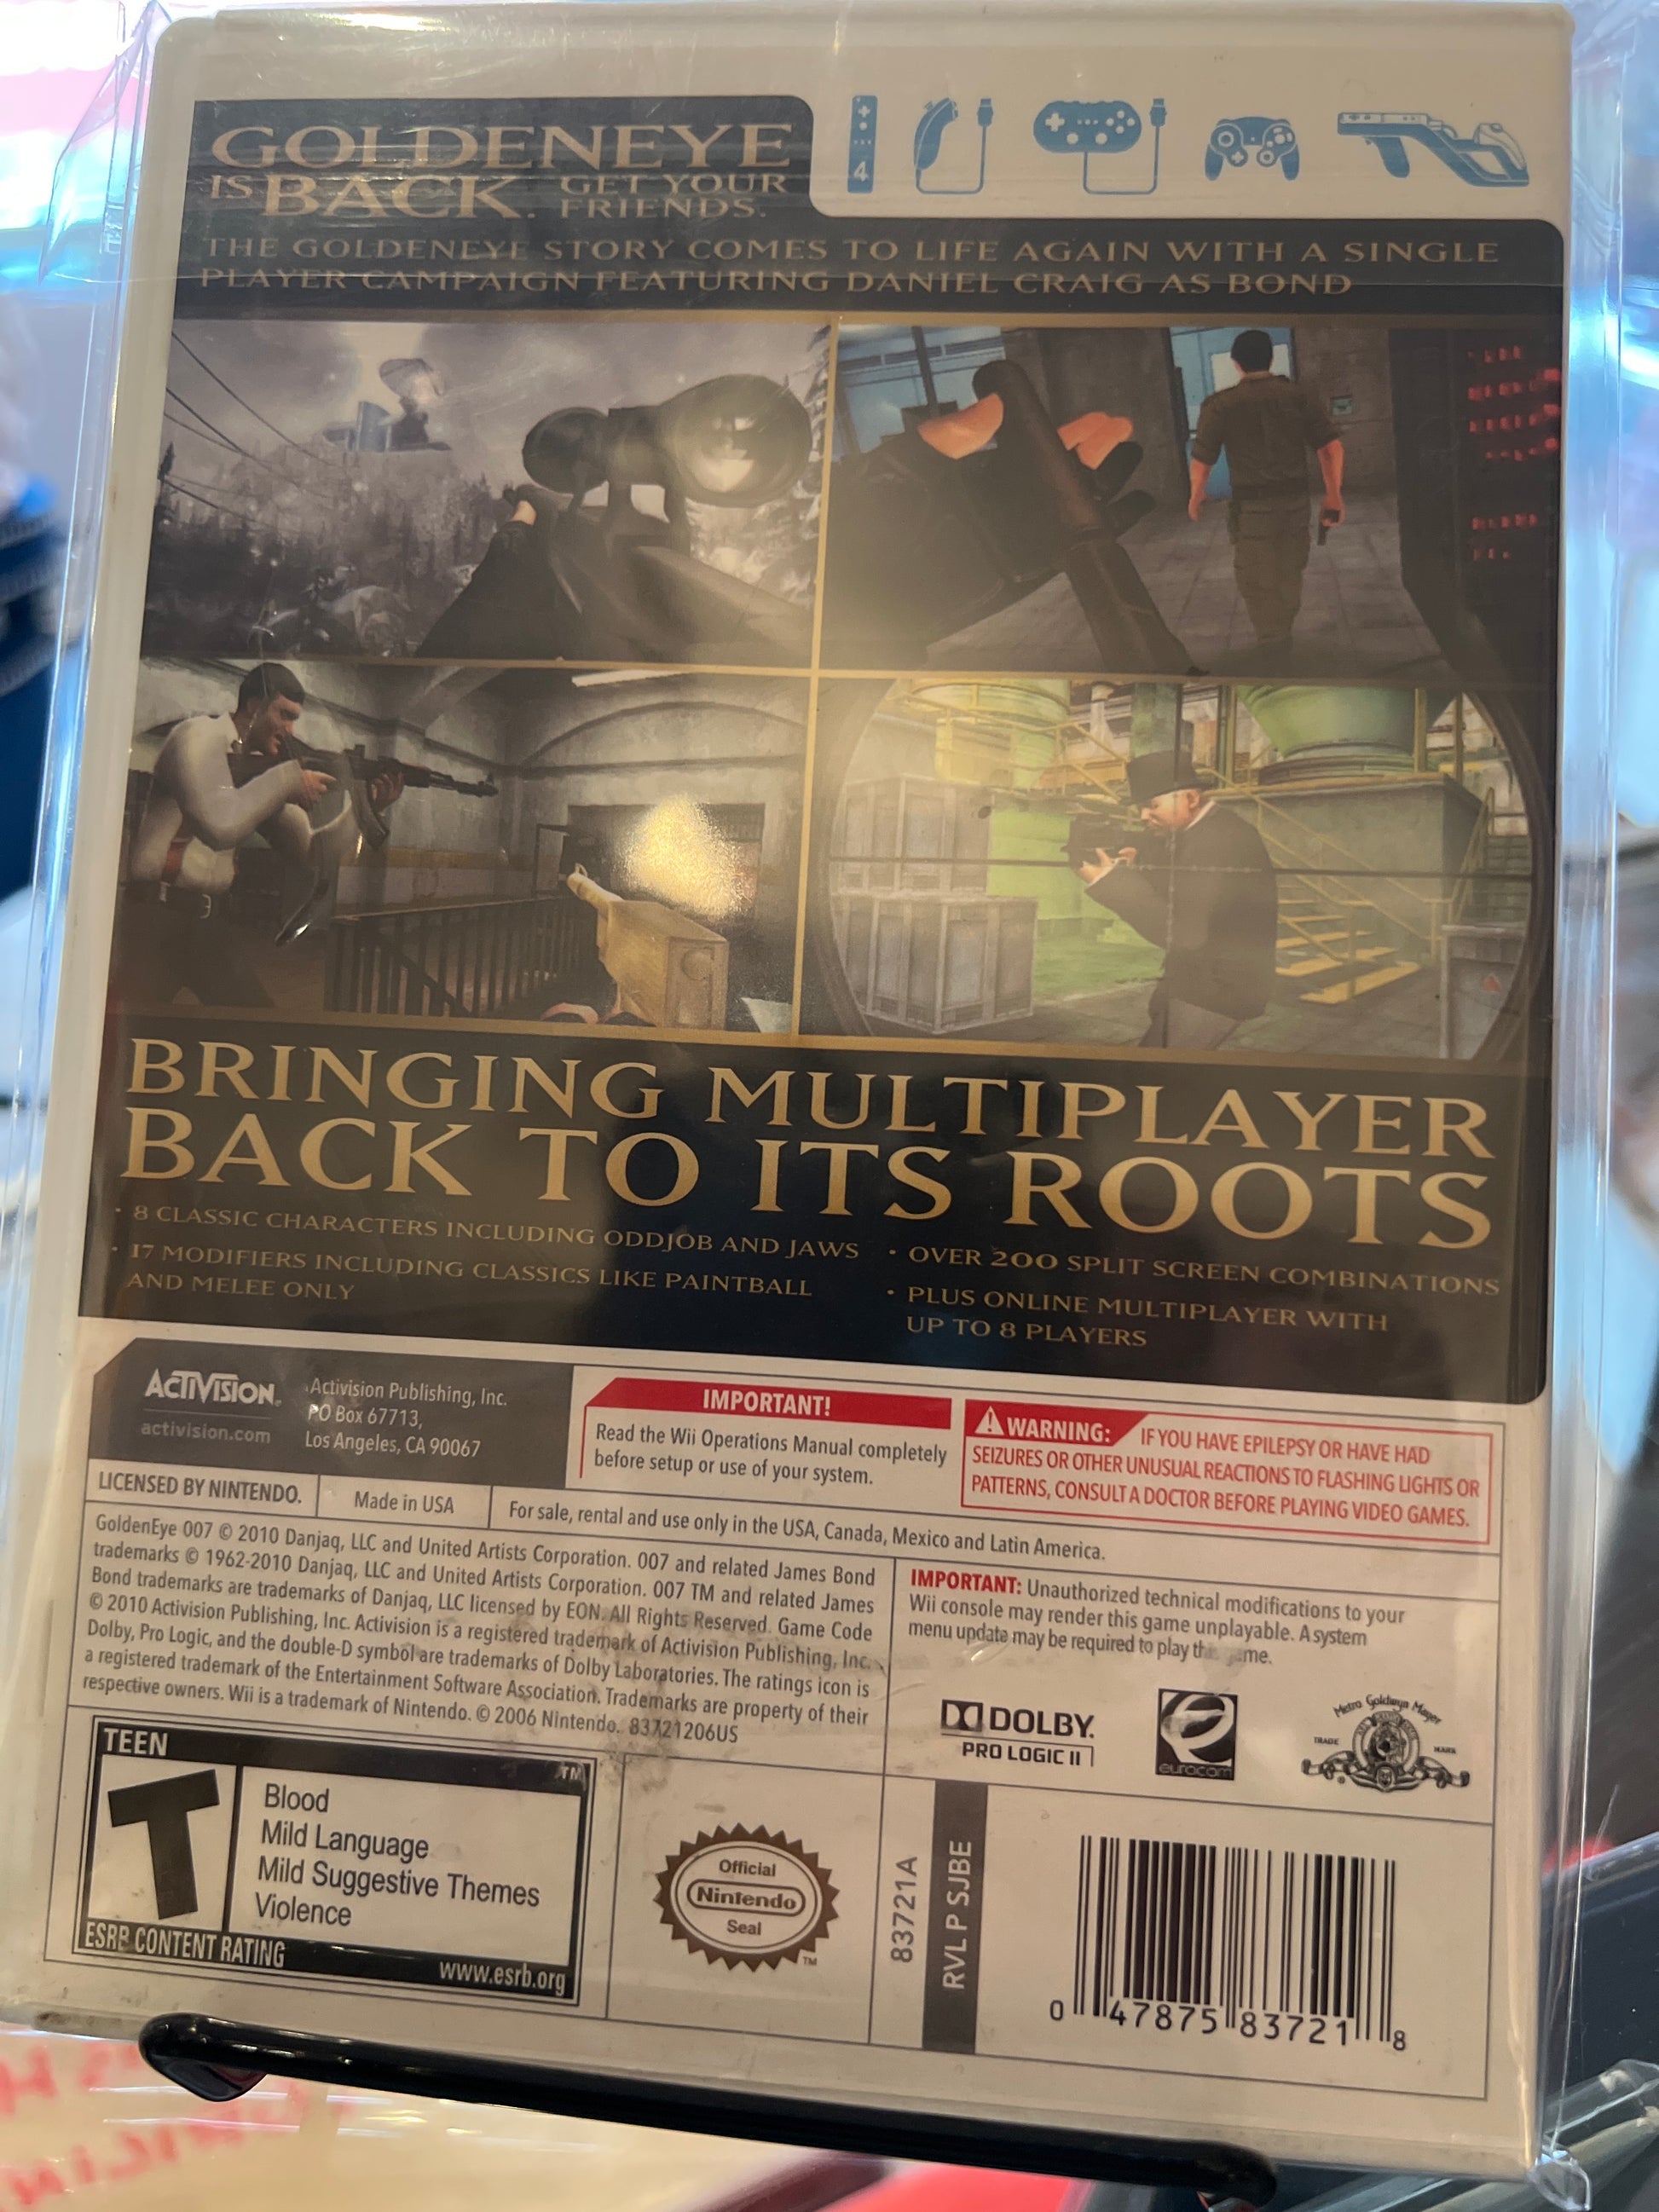 GOLDENEYE
IS BACK. GET YOUR
FRIENDS.
4
THE GOLDENEYE STORY COMES TO LIFE AGAIN WITH A SINGLE
PLAYER CAMPAIGN FEATURING DANIEL CRAIG AS BOND
BRINGING MULTIPLAYER
BACK TO ITS ROOTS
• 8 CLASSIC CHARACTERS INCLUDING ODDJOB AND JAWS
• 17 MODIFIERS INCLUDING CLASSICS LIKE PAINTBALL
AND MELEE ONLY
• OVER 200 SPLIT SCREEN COMBINATIONS
• PLUS ONLINE MULTIPLAYER WITH
UP TO 8 PLAYERS
ACTIVISION.
activision.com
Activision Publishing, Inc.
PO Box 67713,
Los Angeles, CA 90067
IMPORTANT!
Read the Wii Operations Manual completely
before setup or use of your system.
WARNING: IF YOU HAVE EPILEPSY OR HAVE HAD
SEIZURES OR OTHER UNUSUAL REACTIONS TO FLASHING LIGHTS OR
PATTERNS, CONSULT A DOCTOR BEFORE PLAYING VIDEO GAMES.
LICENSED BY NINTENDO.
Made in USA
For sale, rental and use only in the USA, Canada, Mexico and Latin America.
GoldenEye 007 © 2010 Danjaq, LLC and United Artists Corporation. 007 and related James Bond
trademarks © 1962-2010 Danjaq, LLC and United Artists Corporation. 007 TM and related James
Bond trademarks are trademarks of Danjaq, LLC licensed by EON. All Rights Reserved. Game Code
© 2010 Activision Publishing, Inc. Activision is a registered trademark of Activision Publishing, Inc.
Dolby, Pro Logic, and the double-D symbol are trademarks of Dolby Laboratories. The ratings icon is
a registered trademark of the Entertainment Software Association. Trademarks are property of their
respective owners. Wii is a trademark of Nintendo. © 2006 Nintendo. 83721206US
IMPORTANT: Unauthorized technical modifications to your
Wii console may render this game unplayable. A system
menu update may be required to play
DOLBY.
PRO LOGIC II
eurocom
Metro Goldwyn Mayer
TRADE MARK
TEEN
T
TM
Blood
Mild Language
Mild Suggestive Themes
Violence
ESRB CONTENT RATING
www.esrb.org
Official
Nintendo
Seal
TM
83721A
RVL P SJBE
0 47875 83721 8